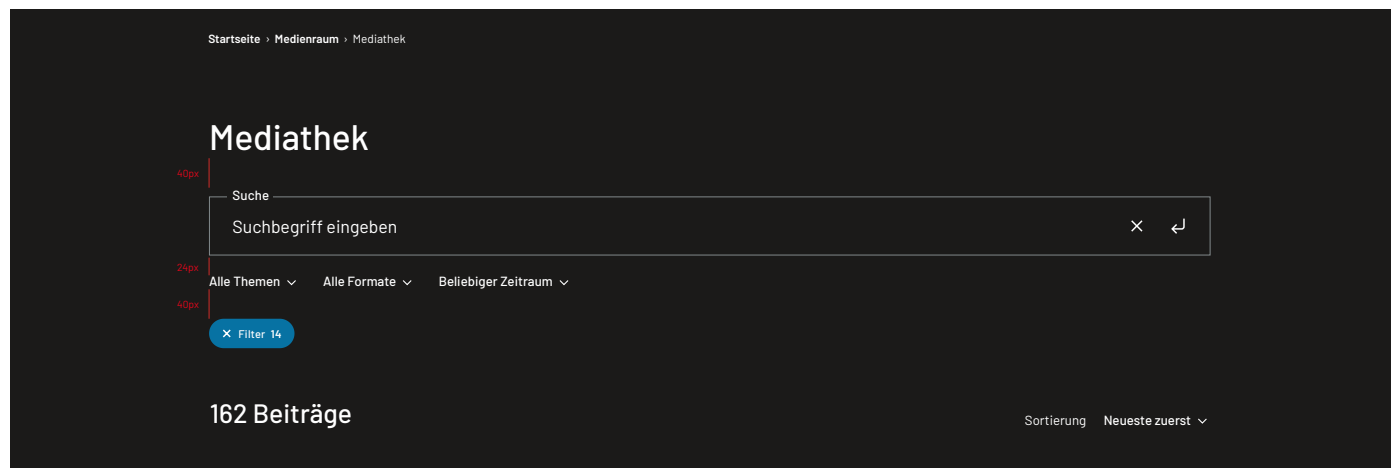 Startseite › Medienraum › Mediathek
Mediathek
40px
Suche
Suchbegriff eingeben
24px
Alle Themen Alle Formate Beliebiger Zeitraum
40px
Filter 14
162 Beiträge
Sortierung Neueste zuerst